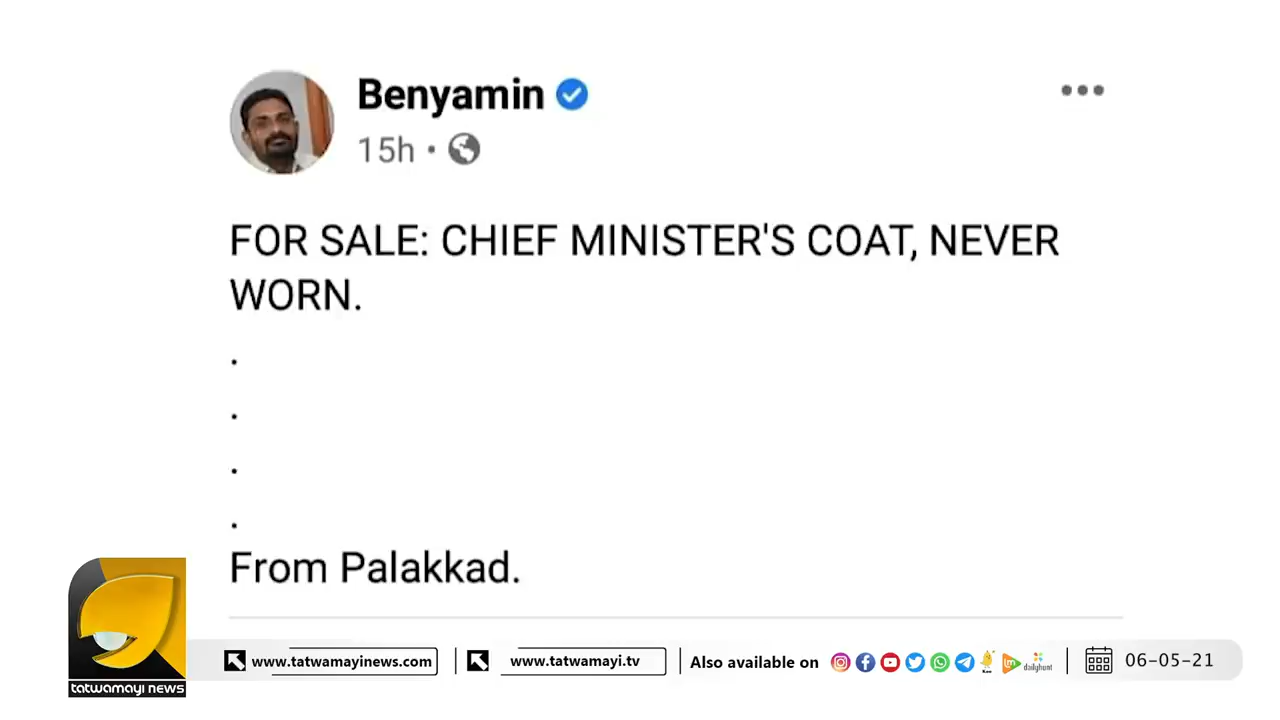 Benyamin
15h •
FOR SALE: CHIEF MINISTER'S COAT, NEVER
WORN.
.
.
.
.
From Palakkad.
tatwamayi news
www.tatwamayinews.com | www.tatwamayi.tv | Also available on | 06-05-21
dailyhunt